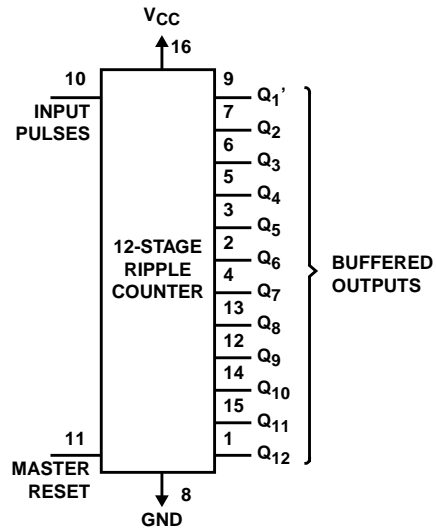 VCC
16
10
INPUT
PULSES
9
Q1'
7
Q2
6
Q3
5
Q4
3
Q5
2
Q6
4
Q7
13
Q8
12
Q9
14
Q10
15
Q11
1
Q12
12-STAGE
RIPPLE
COUNTER
BUFFERED
OUTPUTS
11
MASTER
RESET
8
GND